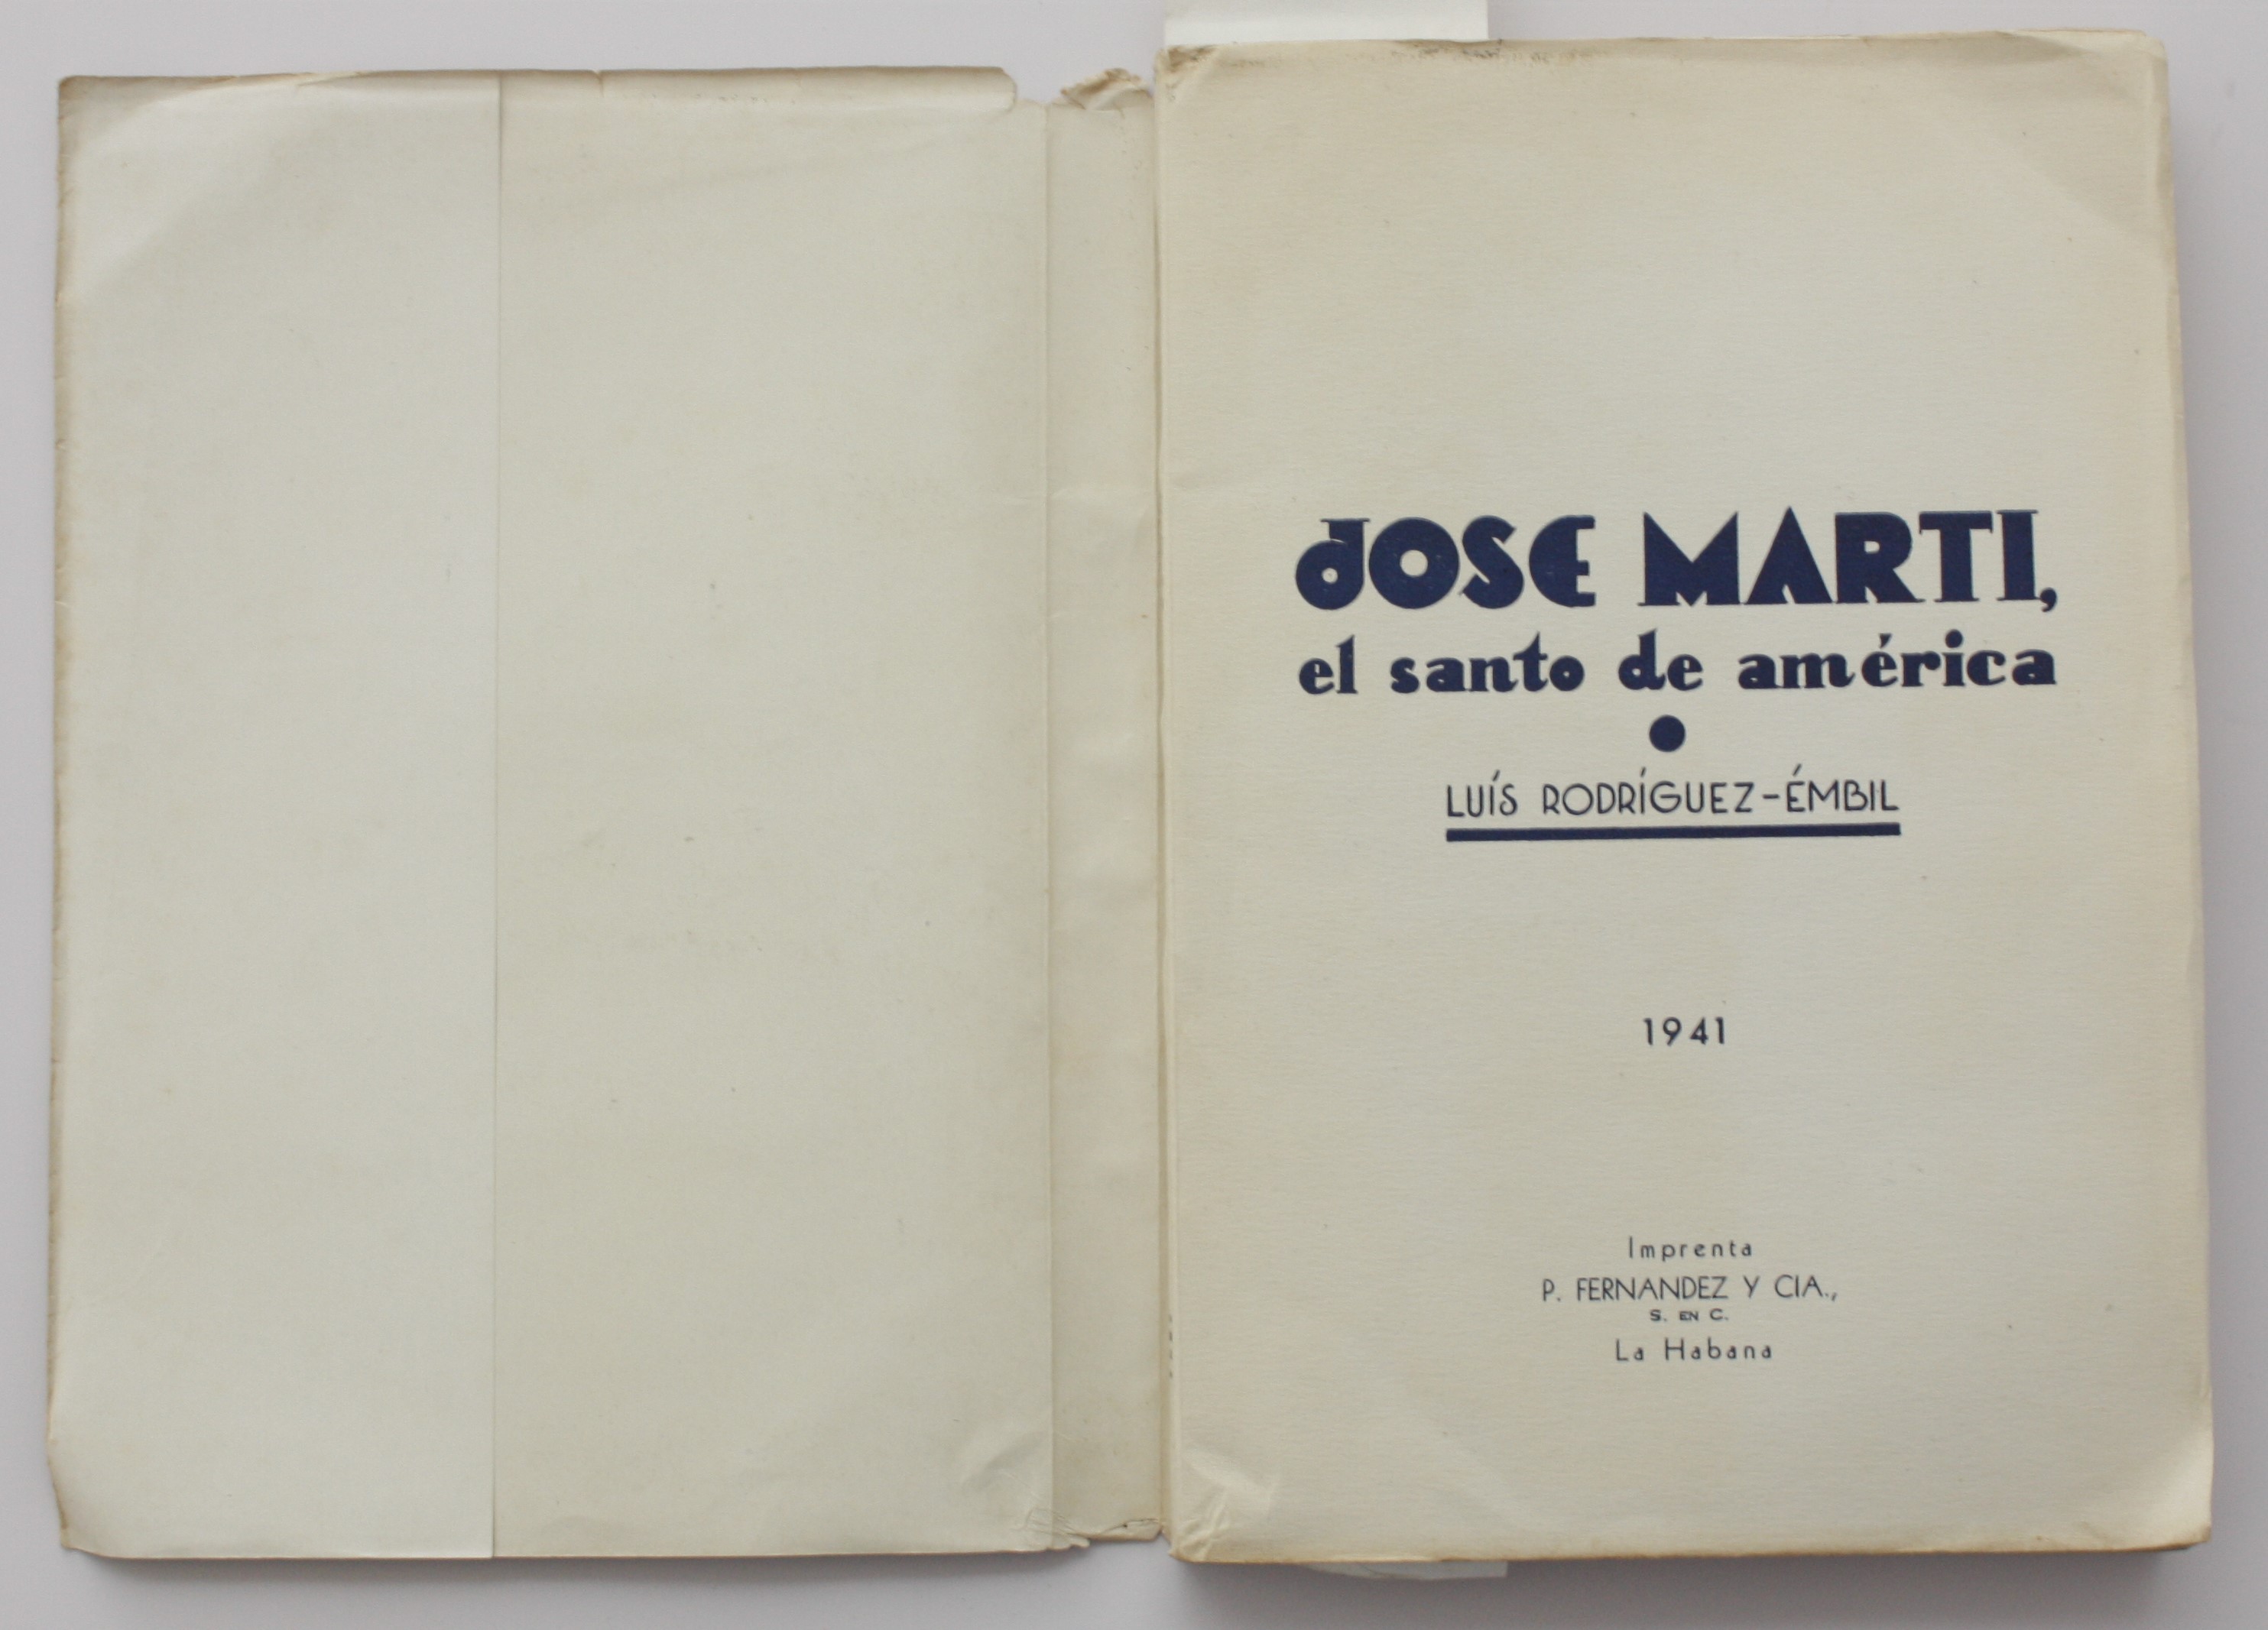 JOSE MARTI,
el santo de américa
LUÍS RODRÍGUEZ-ÉMBIL
1941
Imprenta
P. FERNANDEZ Y CIA.,
S. EN C.
La Habana